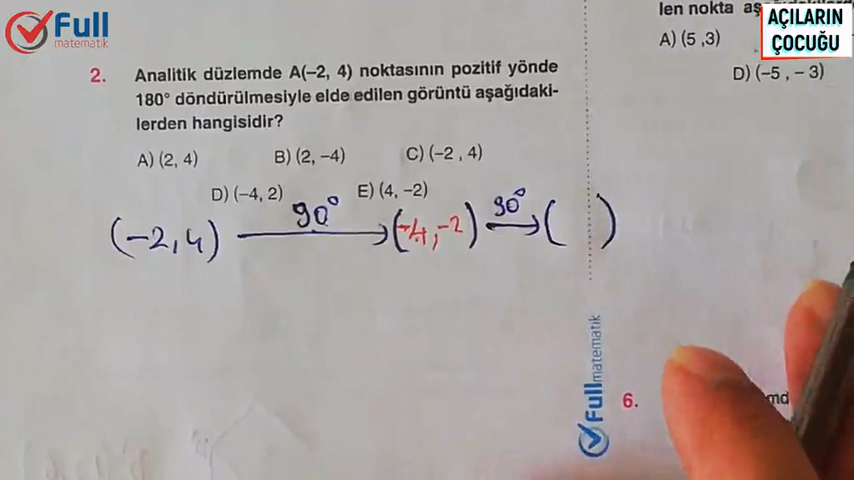 Full
matematik
len nokta aş
AÇILARIN
ÇOCUĞU
A) (5 ,3)
D) (–5 , – 3)
2. Analitik düzlemde A(–2, 4) noktasının pozitif yönde
180° döndürülmesiyle elde edilen görüntü aşağıdaki-
lerden hangisidir?
A) (2, 4) B) (2, –4) C) (–2 , 4)
D) (–4, 2) E) (4, –2)
(-2,4) 90° (-4,-2) 90° ( )
Full matematik
6.